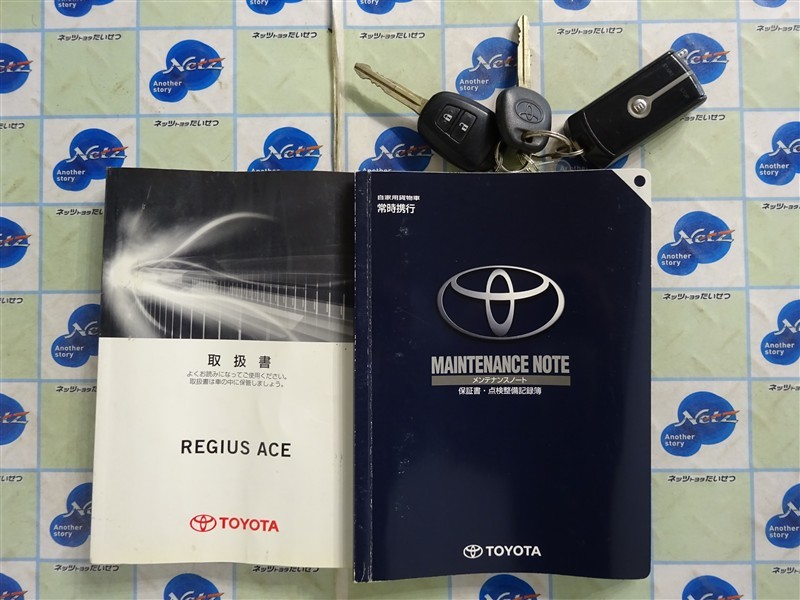 取扱書
よくお読みになってご使用ください。
取扱書は車の中に保管しましょう。
REGIUS ACE
TOYOTA
自家用貨物車
常時携行
MAINTENANCE NOTE
メンテナンスノート
保証書・点検整備記録簿
TOYOTA
Netz
Another
story
ネッツトヨタだいせつ